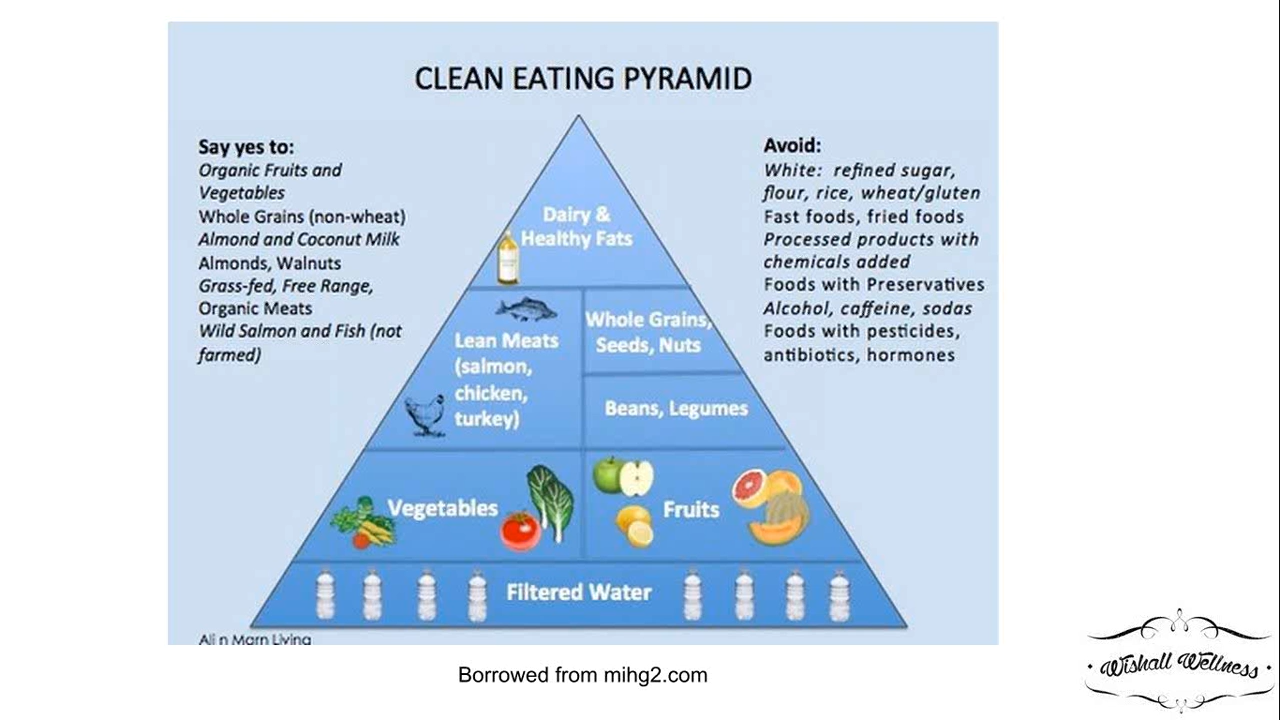 CLEAN EATING PYRAMID
Say yes to:
Organic Fruits and
Vegetables
Whole Grains (non-wheat)
Almond and Coconut Milk
Almonds, Walnuts
Grass-fed, Free Range,
Organic Meats
Wild Salmon and Fish (not
farmed)
Dairy &
Healthy Fats
Lean Meats
(salmon,
chicken,
turkey)
Whole Grains,
Seeds, Nuts
Beans, Legumes
Vegetables
Fruits
Filtered Water
Avoid:
White: refined sugar,
flour, rice, wheat/gluten
Fast foods, fried foods
Processed products with
chemicals added
Foods with Preservatives
Alcohol, caffeine, sodas
Foods with pesticides,
antibiotics, hormones
Ali n Marn Living
Borrowed from mihg2.com
Wishall Wellness